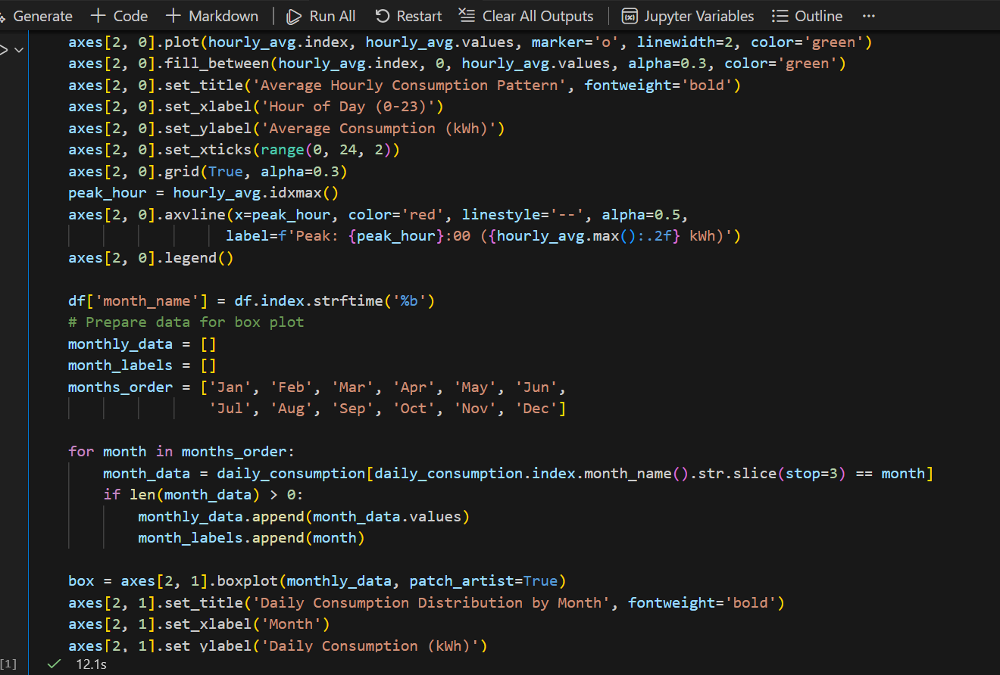 Generate + Code + Markdown Run All Restart Clear All Outputs Jupyter Variables Outline ...
axes[2, 0].plot(hourly_avg.index, hourly_avg.values, marker='o', linewidth=2, color='green')
axes[2, 0].fill_between(hourly_avg.index, 0, hourly_avg.values, alpha=0.3, color='green')
axes[2, 0].set_title('Average Hourly Consumption Pattern', fontweight='bold')
axes[2, 0].set_xlabel('Hour of Day (0-23)')
axes[2, 0].set_ylabel('Average Consumption (kWh)')
axes[2, 0].set_xticks(range(0, 24, 2))
axes[2, 0].grid(True, alpha=0.3)
peak_hour = hourly_avg.idxmax()
axes[2, 0].axvline(x=peak_hour, color='red', linestyle='--', alpha=0.5,
                  label=f'Peak: {peak_hour}:00 ({hourly_avg.max():.2f} kWh)')
axes[2, 0].legend()

df['month_name'] = df.index.strftime('%b')
# Prepare data for box plot
monthly_data = []
month_labels = []
months_order = ['Jan', 'Feb', 'Mar', 'Apr', 'May', 'Jun',
                'Jul', 'Aug', 'Sep', 'Oct', 'Nov', 'Dec']

for month in months_order:
    month_data = daily_consumption[daily_consumption.index.month_name().str.slice(stop=3) == month]
    if len(month_data) > 0:
        monthly_data.append(month_data.values)
        month_labels.append(month)

box = axes[2, 1].boxplot(monthly_data, patch_artist=True)
axes[2, 1].set_title('Daily Consumption Distribution by Month', fontweight='bold')
axes[2, 1].set_xlabel('Month')
axes[2, 1].set_ylabel('Daily Consumption (kWh)')
[1] ✓ 12.1s